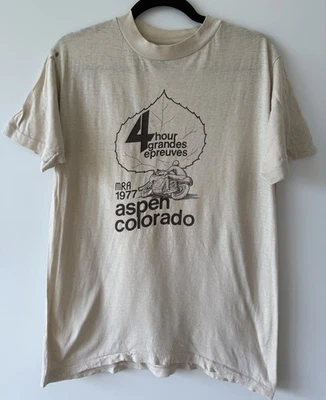 4 hour
grandes
epreuves
MRA
1977
aspen
colorado